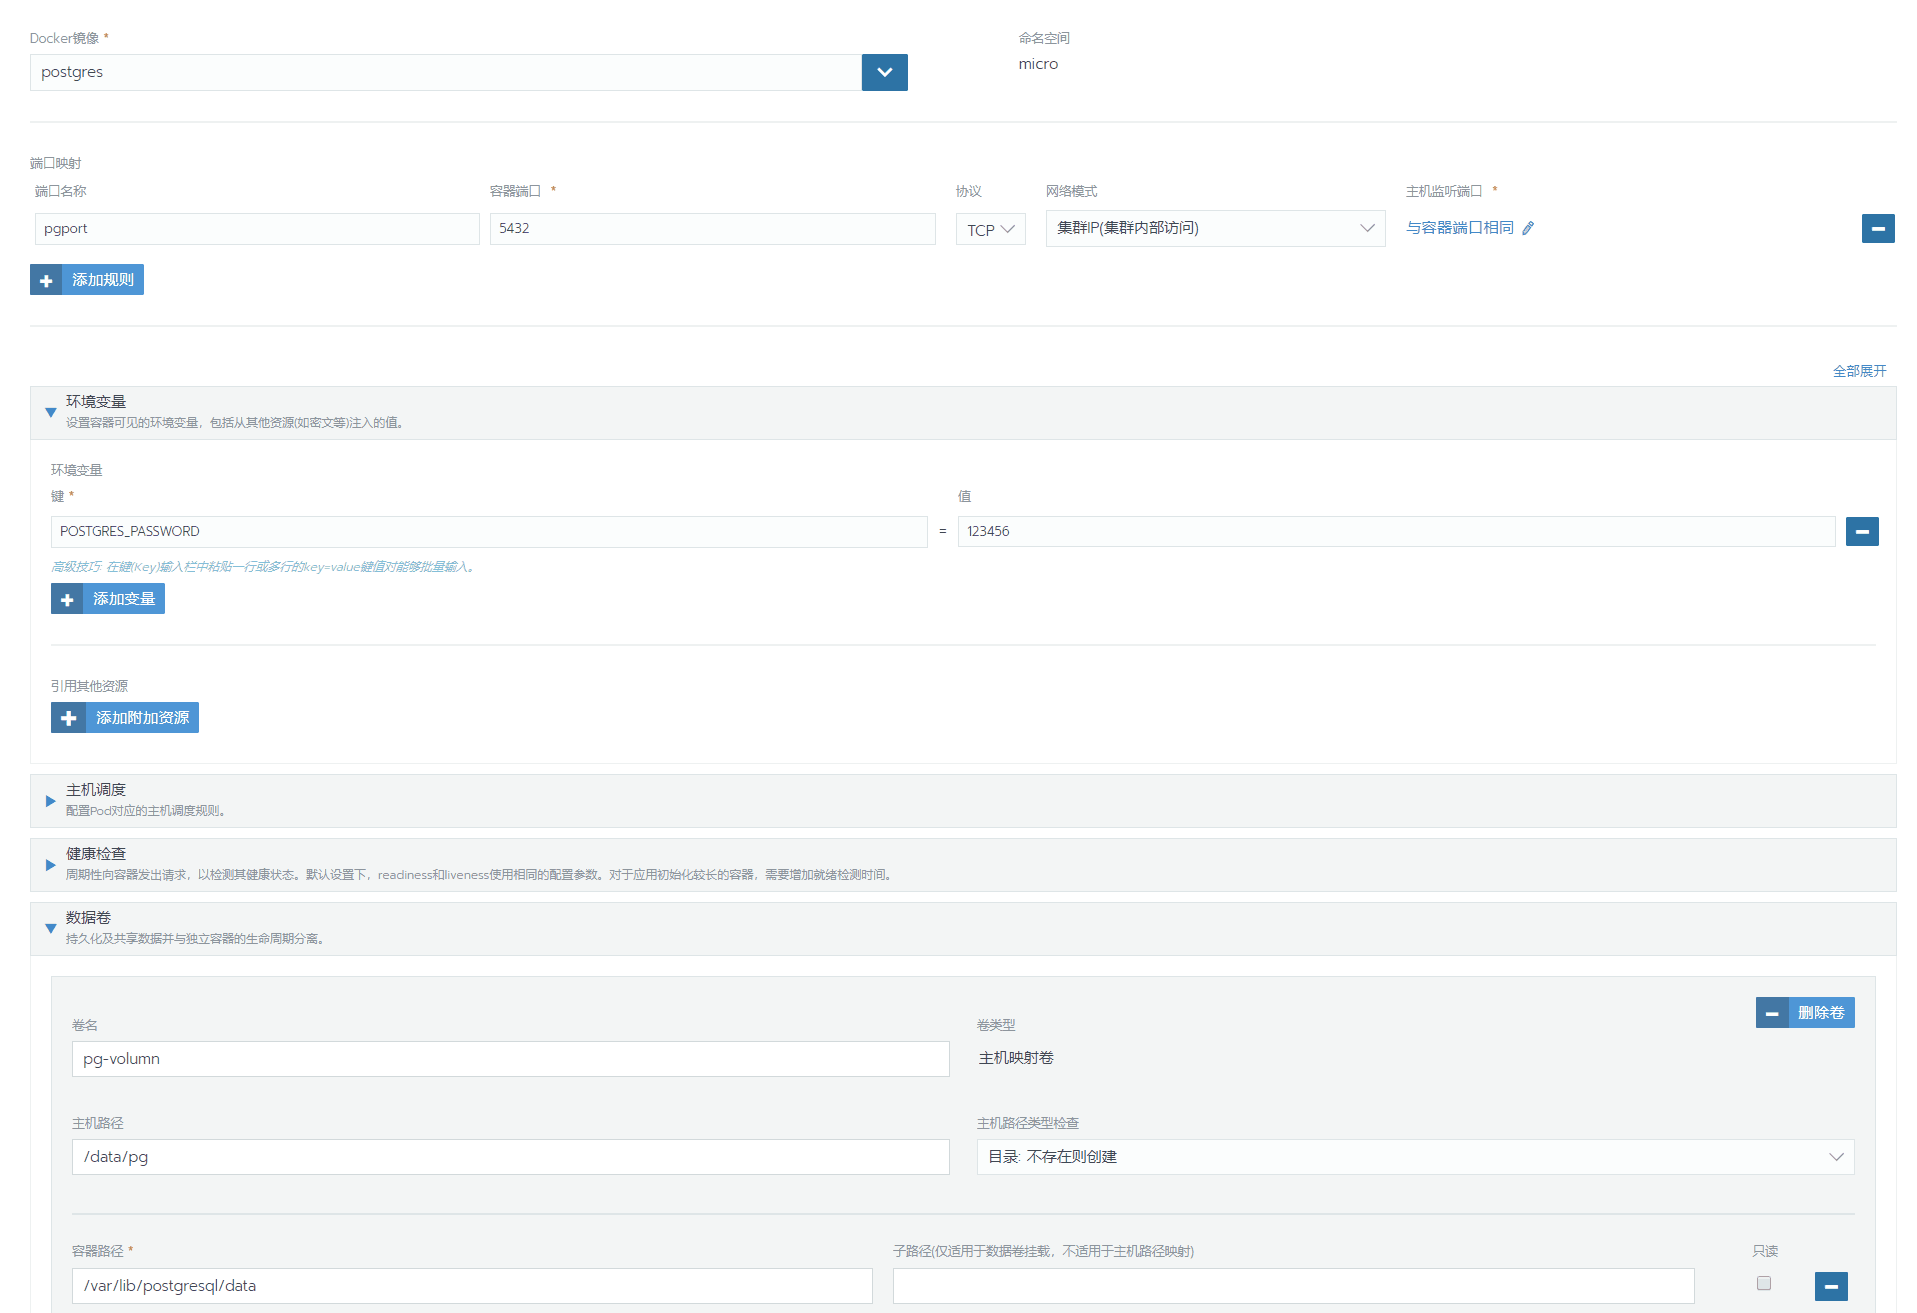 Docker镜像 *
命名空间
postgres
micro
端口映射
端口名称
容器端口 *
协议
网络模式
主机监听端口 *
pgport
5432
TCP
集群IP(集群内部访问)
与容器端口相同
添加规则
全部展开
环境变量
设置容器可见的环境变量，包括从其他资源(如密文等)注入的值。
环境变量
键 *
值
POSTGRES_PASSWORD
=
123456
高级技巧: 在键(Key)输入栏中粘贴一行或多行的key=value键值对能够批量输入。
添加变量
引用其他资源
添加附加资源
主机调度
配置Pod对应的主机调度规则。
健康检查
周期性向容器发出请求，以检测其健康状态。默认设置下，readiness和liveness使用相同的配置参数。对于应用初始化较长的容器，需要增加就绪检测时间。
数据卷
持久化及共享数据并与独立容器的生命周期分离。
删除卷
卷名
卷类型
pg-volumn
主机映射卷
主机路径
主机路径类型检查
/data/pg
目录: 不存在则创建
容器路径 *
子路径(仅适用于数据卷挂载，不适用于主机路径映射)
只读
/var/lib/postgresql/data